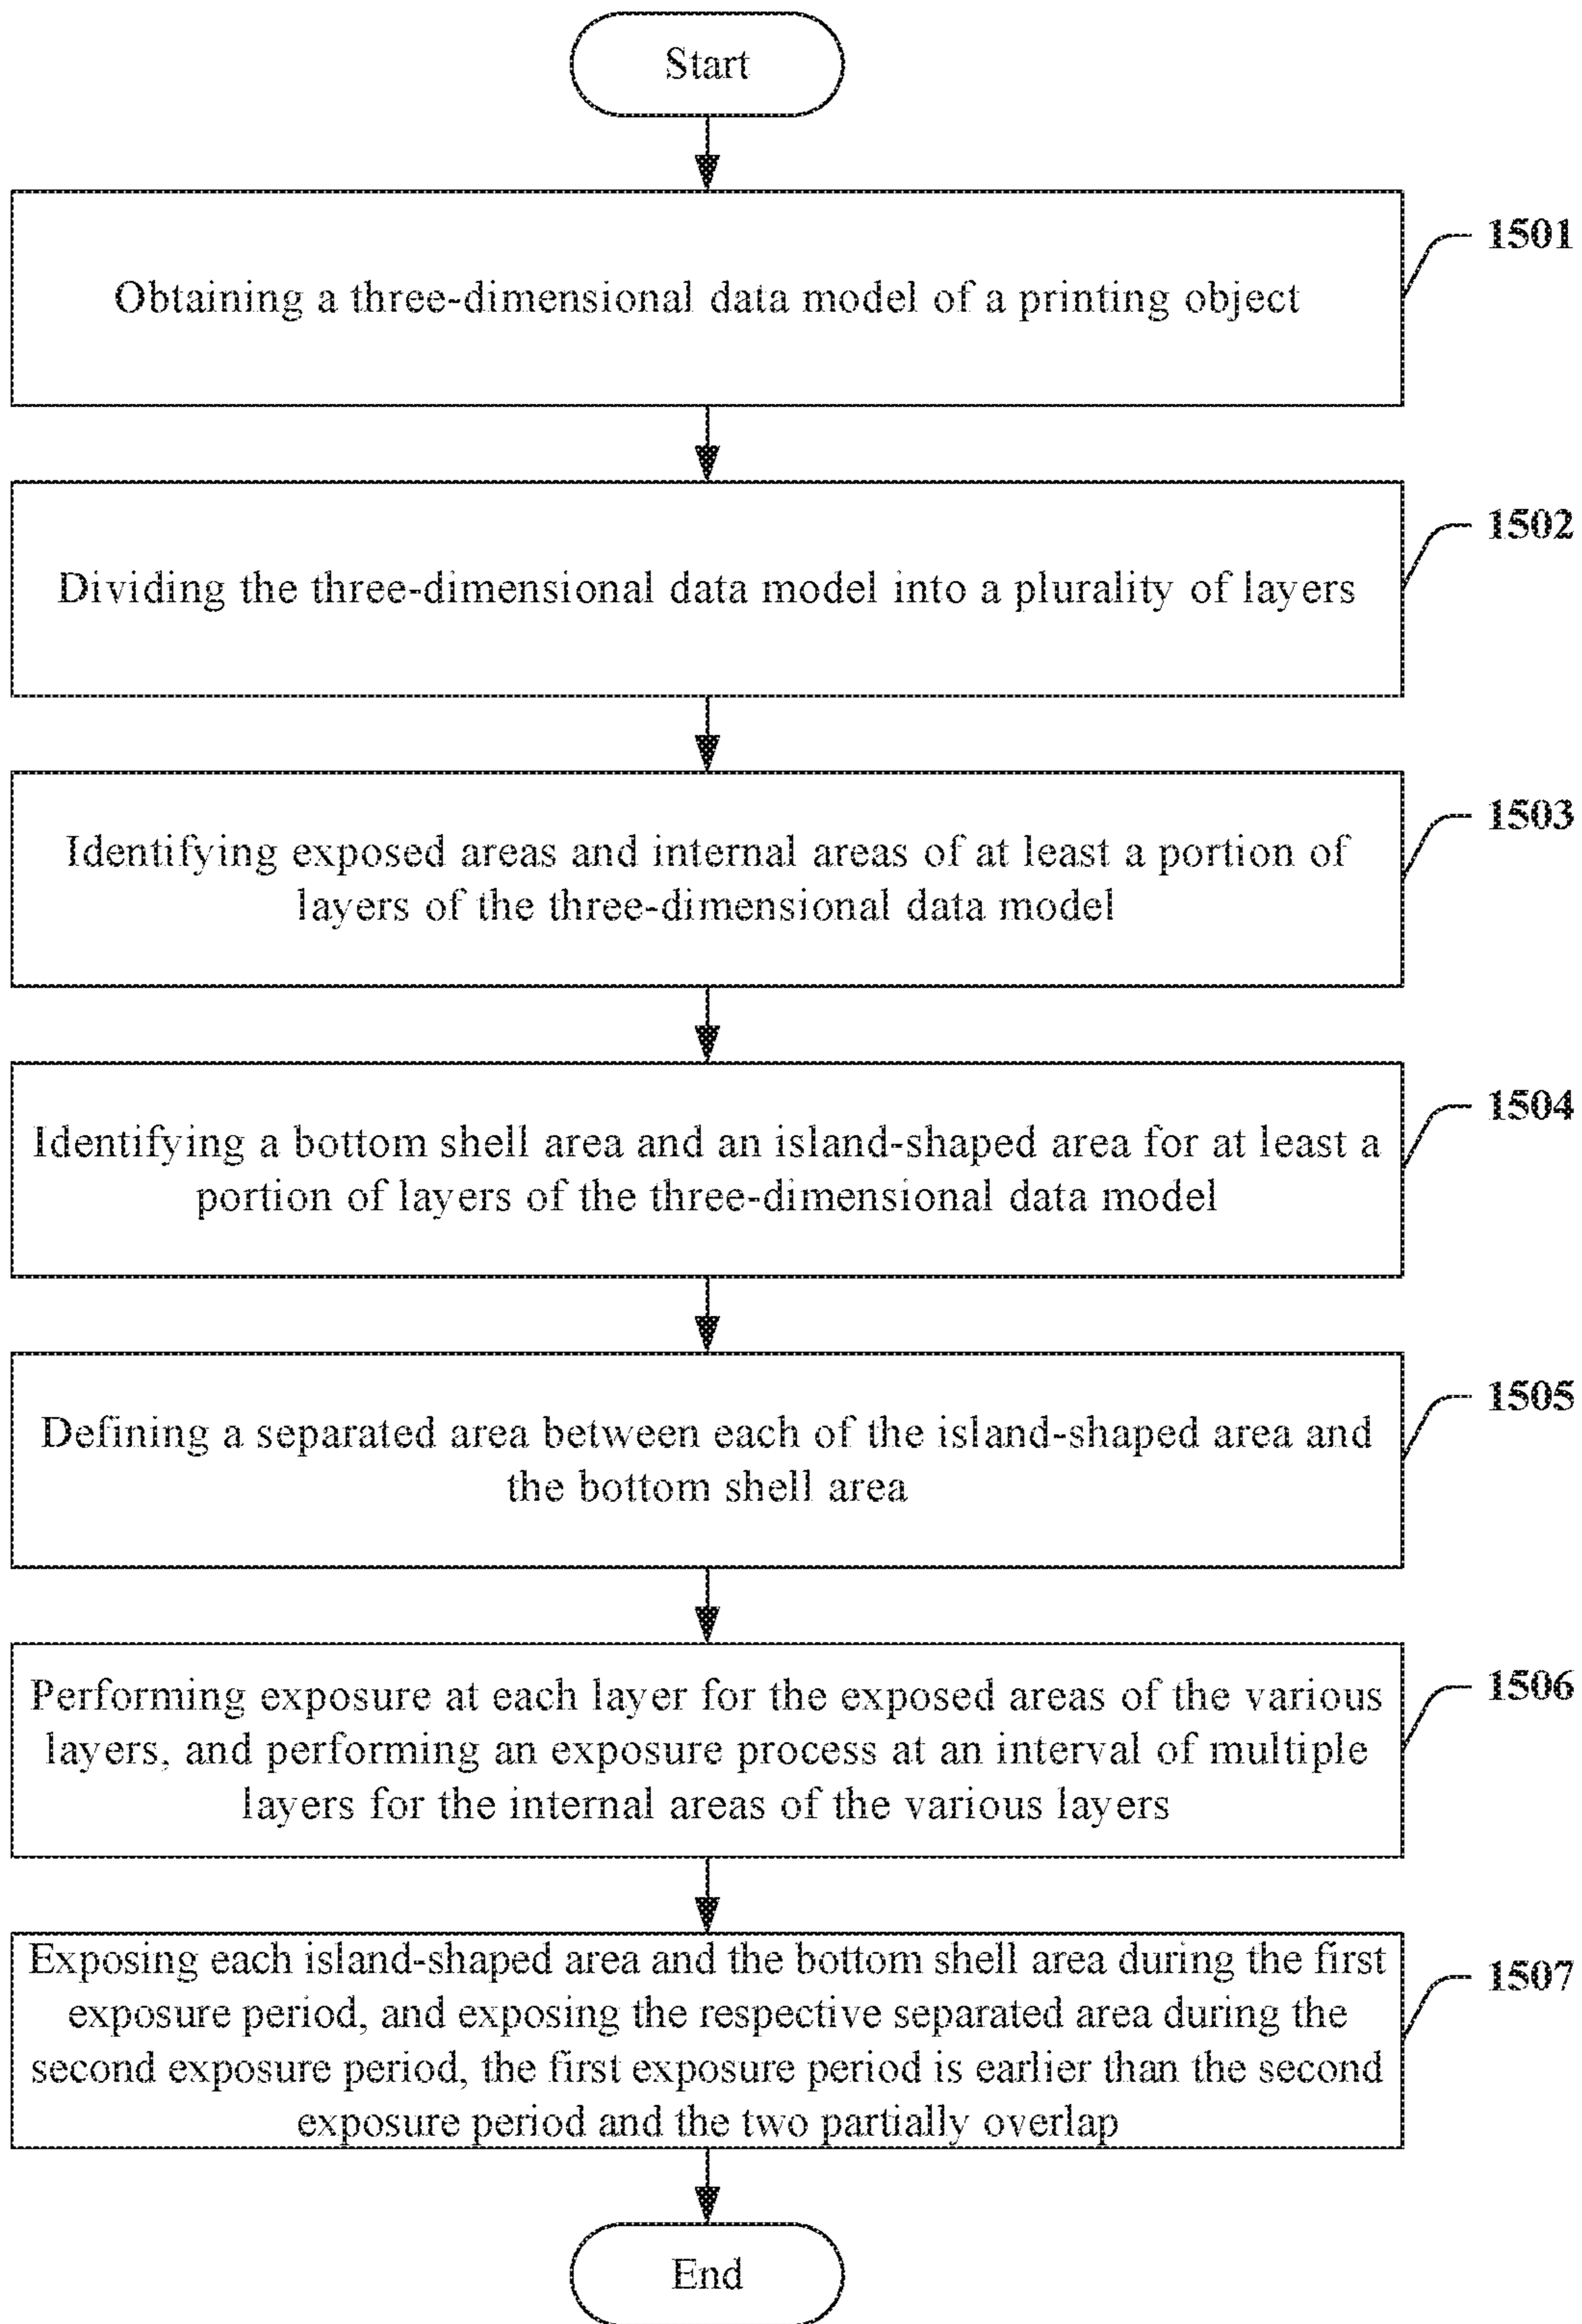 Start
1501
Obtaining a three-dimensional data model of a printing object
1502
Dividing the three-dimensional data model into a plurality of layers
1503
Identifying exposed areas and internal areas of at least a portion of
layers of the three-dimensional data model
1504
Identifying a bottom shell area and an island-shaped area for at least a
portion of layers of the three-dimensional data model
1505
Defining a separated area between each of the island-shaped area and
the bottom shell area
1506
Performing exposure at each layer for the exposed areas of the various
layers, and performing an exposure process at an interval of multiple
layers for the internal areas of the various layers
1507
Exposing each island-shaped area and the bottom shell area during the first
exposure period, and exposing the respective separated area during the
second exposure period, the first exposure period is earlier than the second
exposure period and the two partially overlap
End